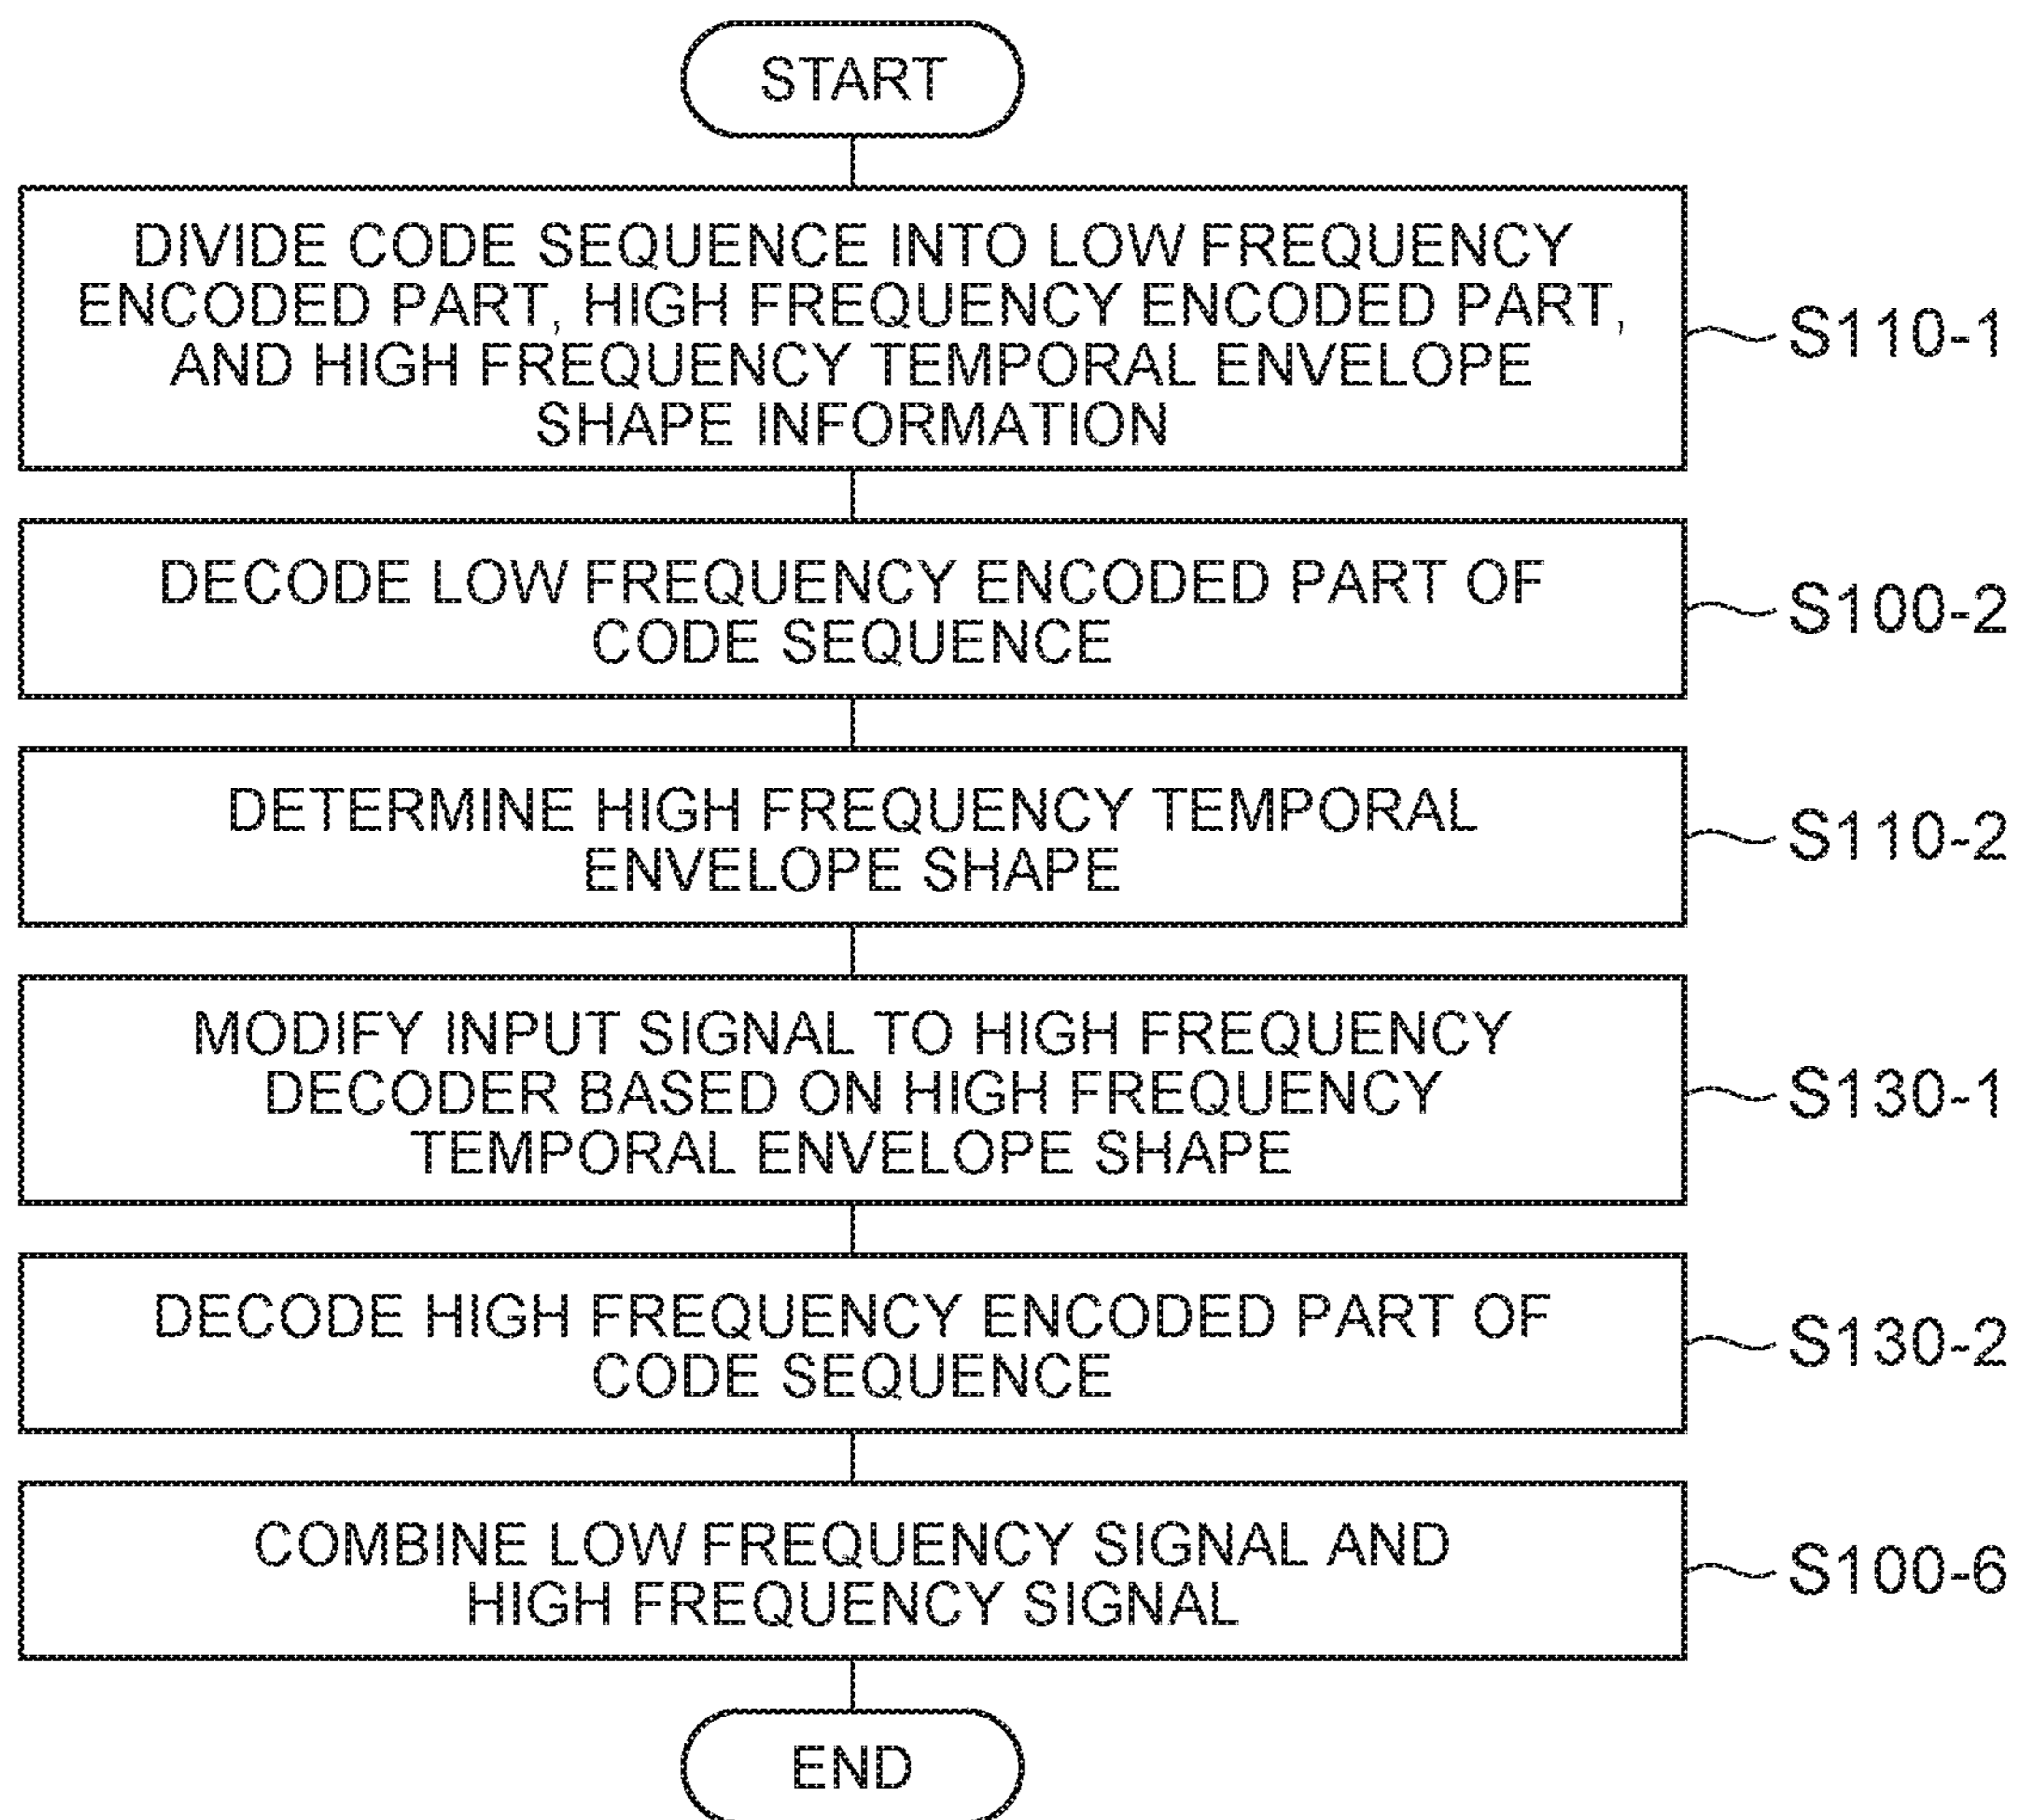 START
DIVIDE CODE SEQUENCE INTO LOW FREQUENCY
ENCODED PART, HIGH FREQUENCY ENCODED PART,
AND HIGH FREQUENCY TEMPORAL ENVELOPE
SHAPE INFORMATION
S110-1
DECODE LOW FREQUENCY ENCODED PART OF
CODE SEQUENCE
S100-2
DETERMINE HIGH FREQUENCY TEMPORAL
ENVELOPE SHAPE
S110-2
MODIFY INPUT SIGNAL TO HIGH FREQUENCY
DECODER BASED ON HIGH FREQUENCY
TEMPORAL ENVELOPE SHAPE
S130-1
DECODE HIGH FREQUENCY ENCODED PART OF
CODE SEQUENCE
S130-2
COMBINE LOW FREQUENCY SIGNAL AND
HIGH FREQUENCY SIGNAL
S100-6
END